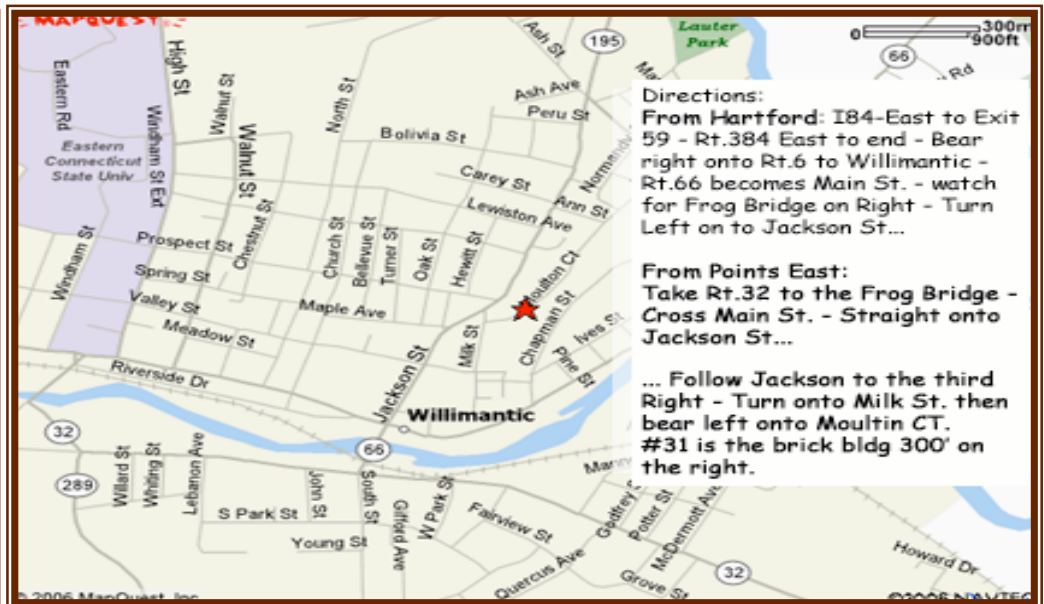 MAPQUEST
High St
Walnut St
North St
Ash St
195
Lauter
Park
0 300m
900ft
66
Rd
Eastern Rd
Windham St Ext
Walnut St
Ash Ave
Peru St
Bolivia St
Eastern
Connecticut
State Univ
Carey St
Ann St
Lewiston Ave
Windham St
Prospect St
Chestnut St
Church St
Bellevue St
Turner St
Oak St
Hewitt St
Spring St
Valley St
Maple Ave
Moulton Ct
Meadow St
Milk St
Chapman St
Ives St
Pine St
Riverside Dr
Jackson St
Willimantic
32
66
289
Willard St
Whiting St
Lebanon Ave
John St
South St
Gifford Ave
W Park St
S Park St
Young St
Fairview St
Quercus Ave
Godfrey St
Potter St
McDermott Ave
Grove St
32
Howard Dr
Directions:
From Hartford: I84-East to Exit
59 - Rt.384 East to end - Bear
right onto Rt.6 to Willimantic -
Rt.66 becomes Main St. - watch
for Frog Bridge on Right - Turn
Left on to Jackson St...
From Points East:
Take Rt.32 to the Frog Bridge -
Cross Main St. - Straight onto
Jackson St...
... Follow Jackson to the third
Right - Turn onto Milk St. then
bear left onto Moultin CT.
#31 is the brick bldg 300' on
the right.
© 2006 MapQuest, Inc.
©2006 NAVTEQ